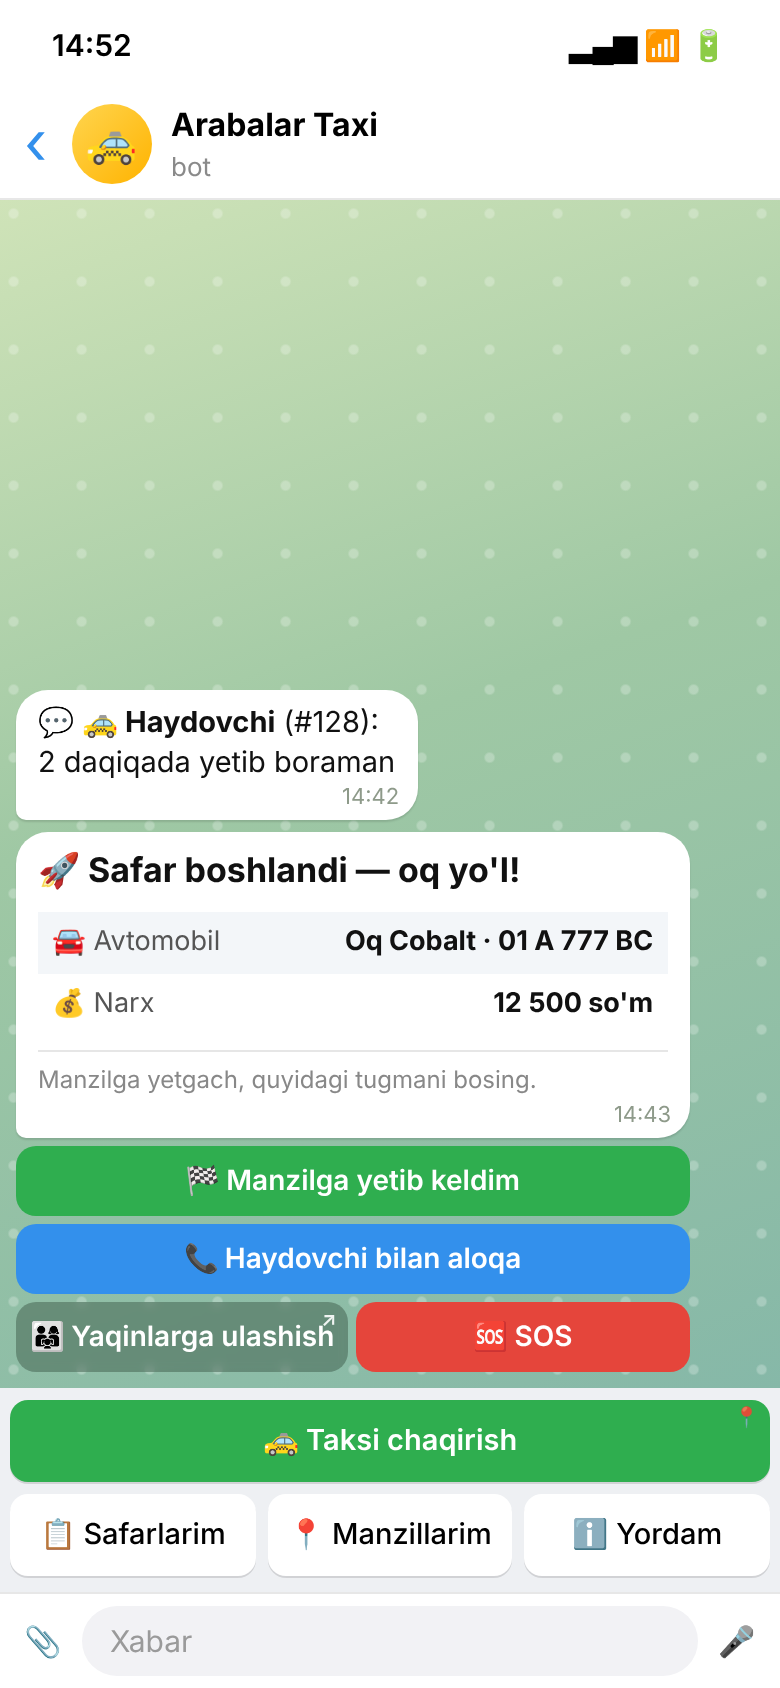 14:52
Arabalar Taxi
bot
💬 🚕 Haydovchi (#128):
2 daqiqada yetib boraman
14:42
🚀 Safar boshlandi — oq yo'l!
🚘 Avtomobil Oq Cobalt · 01 A 777 BC
💰 Narx 12 500 so'm
Manzilga yetgach, quyidagi tugmani bosing.
14:43
🏁 Manzilga yetib keldim
📞 Haydovchi bilan aloqa
👨‍👩‍👧 Yaqinlarga ulashish
🆘 SOS
🚕 Taksi chaqirish
📋 Safarlarim
📍 Manzillarim
ℹ️ Yordam
Xabar